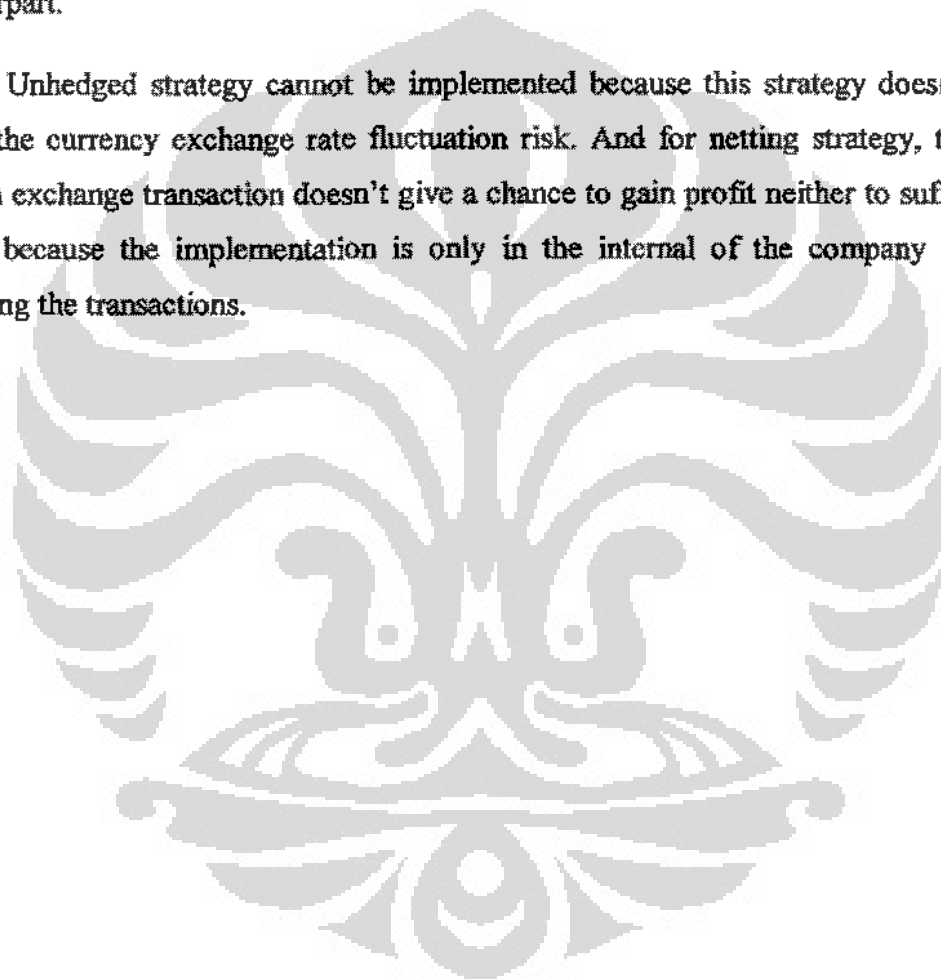 rpart.
Unhedged strategy cannot be implemented because this strategy does
the currency exchange rate fluctuation risk. And for netting strategy, t
n exchange transaction doesn't give a chance to gain profit neither to suf
because the implementation is only in the internal of the company
ng the transactions.